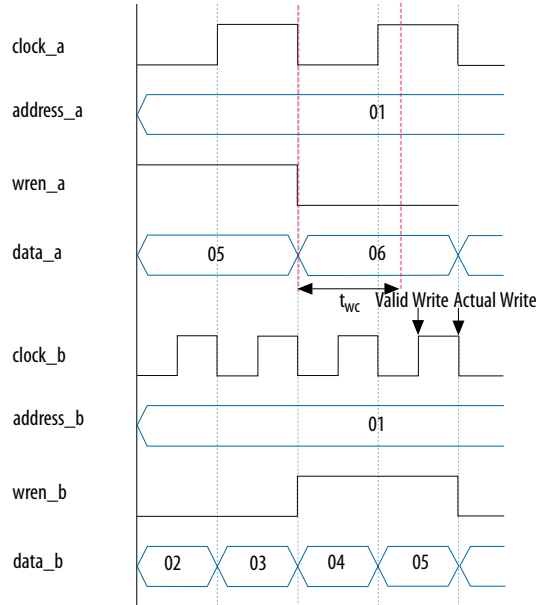 clock_a
address_a
01
wren_a
data_a
05
06
twc
Valid Write
Actual Write
clock_b
address_b
01
wren_b
data_b
02
03
04
05